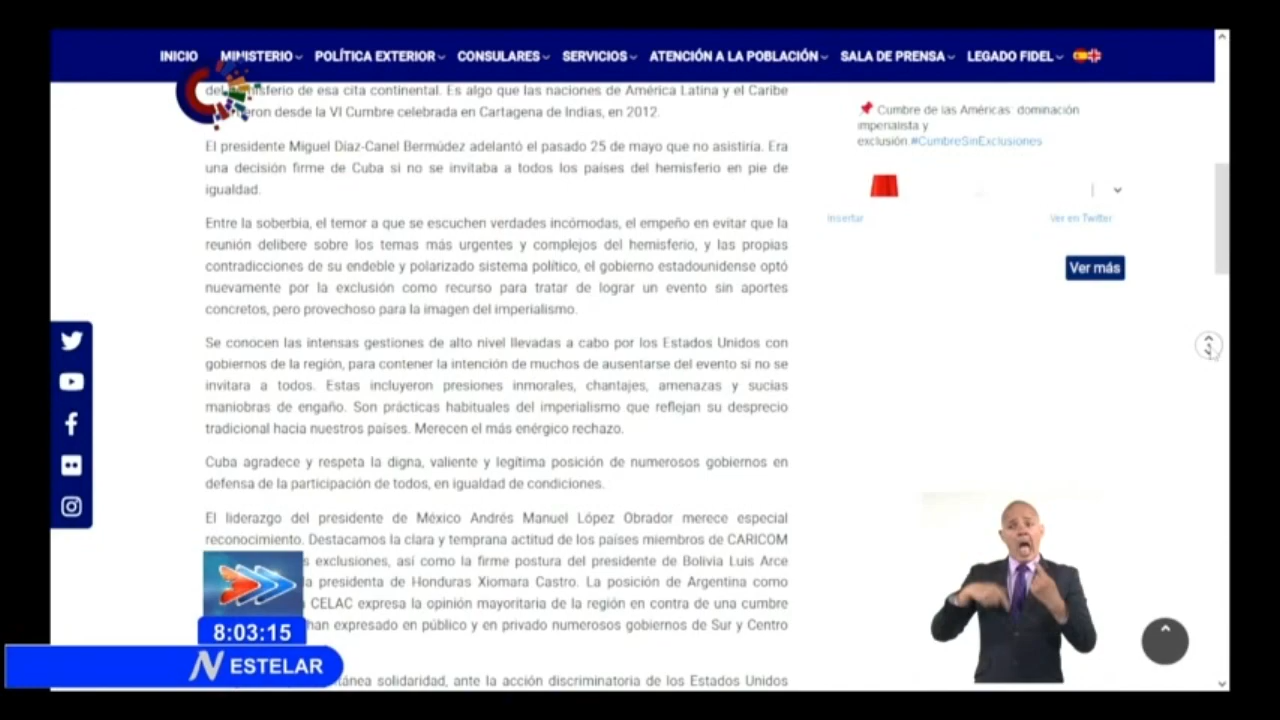 INICIO MINISTERIO POLÍTICA EXTERIOR CONSULARES SERVICIOS ATENCIÓN A LA POBLACIÓN SALA DE PRENSA LEGADO FIDEL
del hemisferio de esa cita continental. Es algo que las naciones de América Latina y el Caribe
eron desde la VI Cumbre celebrada en Cartagena de Indias, en 2012.
El presidente Miguel Díaz-Canel Bermúdez adelantó el pasado 25 de mayo que no asistiría. Era
una decisión firme de Cuba si no se invitaba a todos los países del hemisferio en pie de
igualdad.
Entre la soberbia, el temor a que se escuchen verdades incómodas, el empeño en evitar que la
reunión delibere sobre los temas más urgentes y complejos del hemisferio, y las propias
contradicciones de su endeble y polarizado sistema político, el gobierno estadounidense optó
nuevamente por la exclusión como recurso para tratar de lograr un evento sin aportes
concretos, pero provechoso para la imagen del imperialismo.
Se conocen las intensas gestiones de alto nivel llevadas a cabo por los Estados Unidos con
gobiernos de la región, para contener la intención de muchos de ausentarse del evento si no se
invitara a todos. Estas incluyeron presiones inmorales, chantajes, amenazas y sucias
maniobras de engaño. Son prácticas habituales del imperialismo que reflejan su desprecio
tradicional hacia nuestros países. Merecen el más enérgico rechazo.
Cuba agradece y respeta la digna, valiente y legítima posición de numerosos gobiernos en
defensa de la participación de todos, en igualdad de condiciones.
El liderazgo del presidente de México Andrés Manuel López Obrador merece especial
reconocimiento. Destacamos la clara y temprana actitud de los países miembros de CARICOM
s exclusiones, así como la firme postura del presidente de Bolivia Luis Arce
la presidenta de Honduras Xiomara Castro. La posición de Argentina como
CELAC expresa la opinión mayoritaria de la región en contra de una cumbre
han expresado en público y en privado numerosos gobiernos de Sur y Centro
ánea solidaridad, ante la acción discriminatoria de los Estados Unidos
Cumbre de las Américas: dominación
imperialista y
exclusión.#CumbreSinExclusiones
Insertar Ver en Twitter
Ver más
8:03:15
N ESTELAR